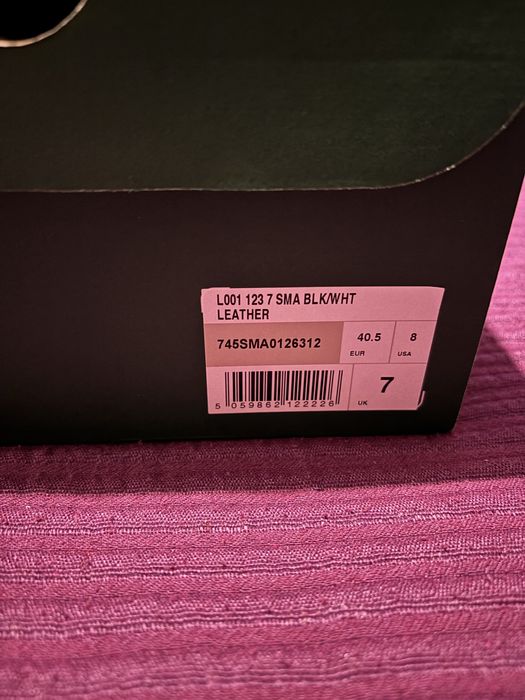 L001 123 7 SMA BLK/WHT
LEATHER
745SMA0126312
40.5
EUR
8
USA
5 059862 122226
7
UK